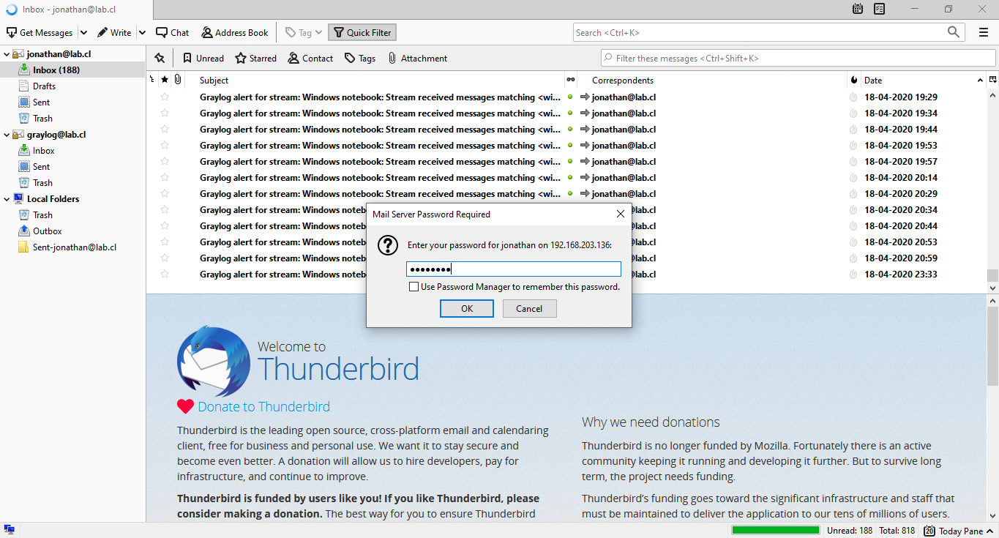 Inbox - jonathan@lab.cl
Get Messages Write Chat Address Book Tag Quick Filter Search <Ctrl+K>
jonathan@lab.cl
Inbox (188)
Drafts
Sent
Trash
graylog@lab.cl
Inbox
Sent
Trash
Local Folders
Trash
Outbox
Sent-jonathan@lab.cl
Unread Starred Contact Tags Attachment Filter these messages <Ctrl+Shift+K>
Subject Correspondents Date
Graylog alert for stream: Windows notebook: Stream received messages matching <wi... jonathan@lab.cl 18-04-2020 19:29
Graylog alert for stream: Windows notebook: Stream received messages matching <wi... jonathan@lab.cl 18-04-2020 19:34
Graylog alert for stream: Windows notebook: Stream received messages matching <wi... jonathan@lab.cl 18-04-2020 19:44
Graylog alert for stream: Windows notebook: Stream received messages matching <wi... jonathan@lab.cl 18-04-2020 19:53
Graylog alert for stream: Windows notebook: Stream received messages matching <wi... jonathan@lab.cl 18-04-2020 19:57
Graylog alert for stream: Windows notebook: Stream received messages matching <wi... jonathan@lab.cl 18-04-2020 20:14
Graylog alert for stream: Windows notebook: Stream received messages matching <wi... jonathan@lab.cl 18-04-2020 20:29
Graylog alert for stream: Windows noteb @lab.cl 18-04-2020 20:34
Graylog alert for stream: Windows noteb @lab.cl 18-04-2020 20:44
Graylog alert for stream: Windows noteb @lab.cl 18-04-2020 20:53
Graylog alert for stream: Windows noteb @lab.cl 18-04-2020 20:59
Graylog alert for stream: Windows noteb @lab.cl 18-04-2020 23:33
Mail Server Password Required
Enter your password for jonathan on 192.168.203.136:
●●●●●●●●
Use Password Manager to remember this password.
OK Cancel
Welcome to
Thunderbird
Donate to Thunderbird
Thunderbird is the leading open source, cross-platform email and calendaring
client, free for business and personal use. We want it to stay secure and
become even better. A donation will allow us to hire developers, pay for
infrastructure, and continue to improve.
Thunderbird is funded by users like you! If you like Thunderbird, please
consider making a donation. The best way for you to ensure Thunderbird
Why we need donations
Thunderbird is no longer funded by Mozilla. Fortunately there is an active
community keeping it running and developing it further. But to survive long
term, the project needs funding.
Thunderbird's funding goes toward the significant infrastructure and staff that
must be maintained to deliver the application to our tens of millions of users.
Unread: 188 Total: 818 20 Today Pane